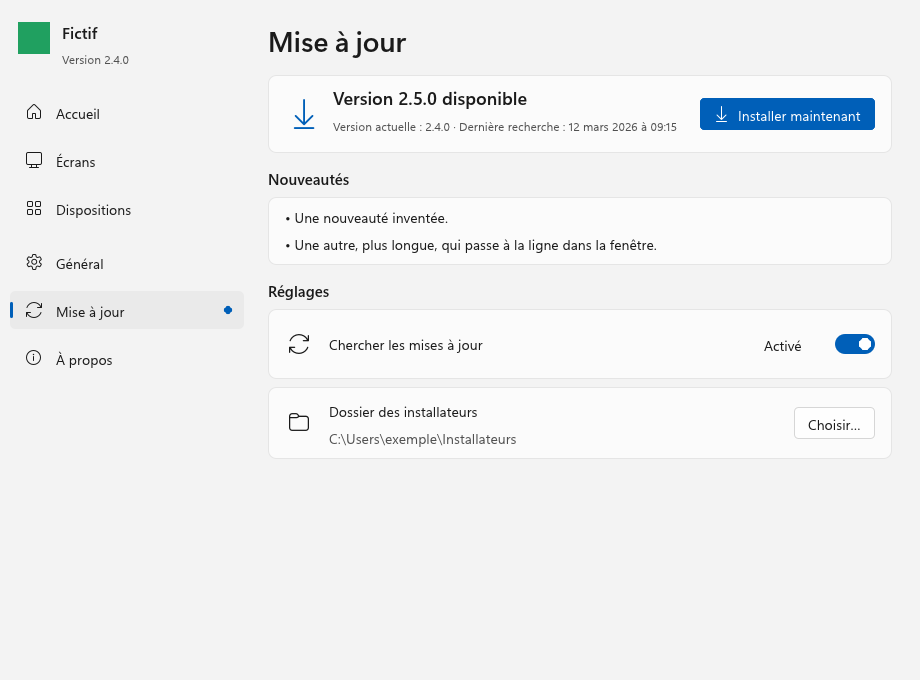 Fictif
Version 2.4.0
Accueil
Écrans
Dispositions
Général
Mise à jour
À propos
Mise à jour
Version 2.5.0 disponible
Version actuelle : 2.4.0 · Dernière recherche : 12 mars 2026 à 09:15
Installer maintenant
Nouveautés
• Une nouveauté inventée.
• Une autre, plus longue, qui passe à la ligne dans la fenêtre.
Réglages
Chercher les mises à jour
Activé
Dossier des installateurs
C:\Users\exemple\Installateurs
Choisir…